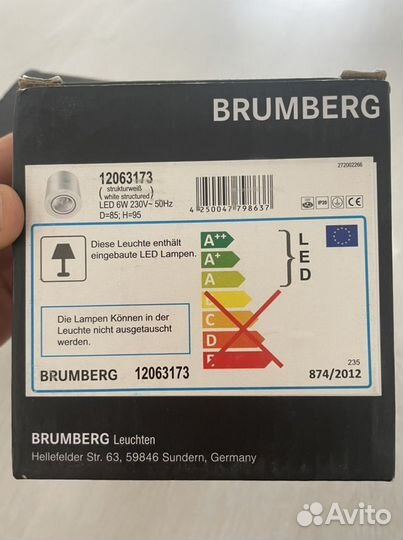 BRUMBERG
272002266
12063173
strukturweiß
(white structured)
LED 6W 230V~ 50Hz
D=85; H=95
4 250047 798637
IP20
CE
Diese Leuchte enthält
eingebaute LED Lampen.
A++
A+
A
B
C
D
E
LED
Die Lampen Können in der
Leuchte nicht ausgetauscht
werden.
235
BRUMBERG 12063173
874/2012
BRUMBERG Leuchten
Hellefelder Str. 63, 59846 Sundern, Germany
Avito